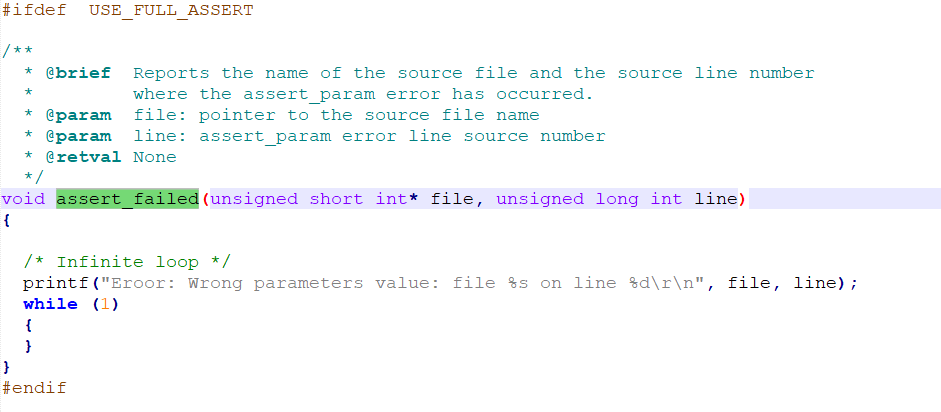 #ifdef  USE_FULL_ASSERT
/**
  * @brief  Reports the name of the source file and the source line number
  *         where the assert_param error has occurred.
  * @param  file: pointer to the source file name
  * @param  line: assert_param error line source number
  * @retval None
  */
void assert_failed(unsigned short int* file, unsigned long int line)
{
  /* Infinite loop */
  printf("Eroor: Wrong parameters value: file %s on line %d\r\n", file, line);
  while (1)
  {
  }
}
#endif